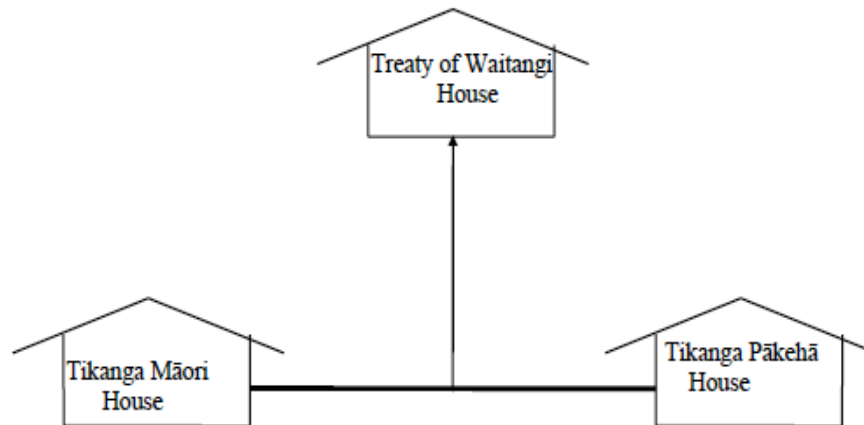 Treaty of Waitangi
House
Tikanga Māori
House
Tikanga Pākehā
House